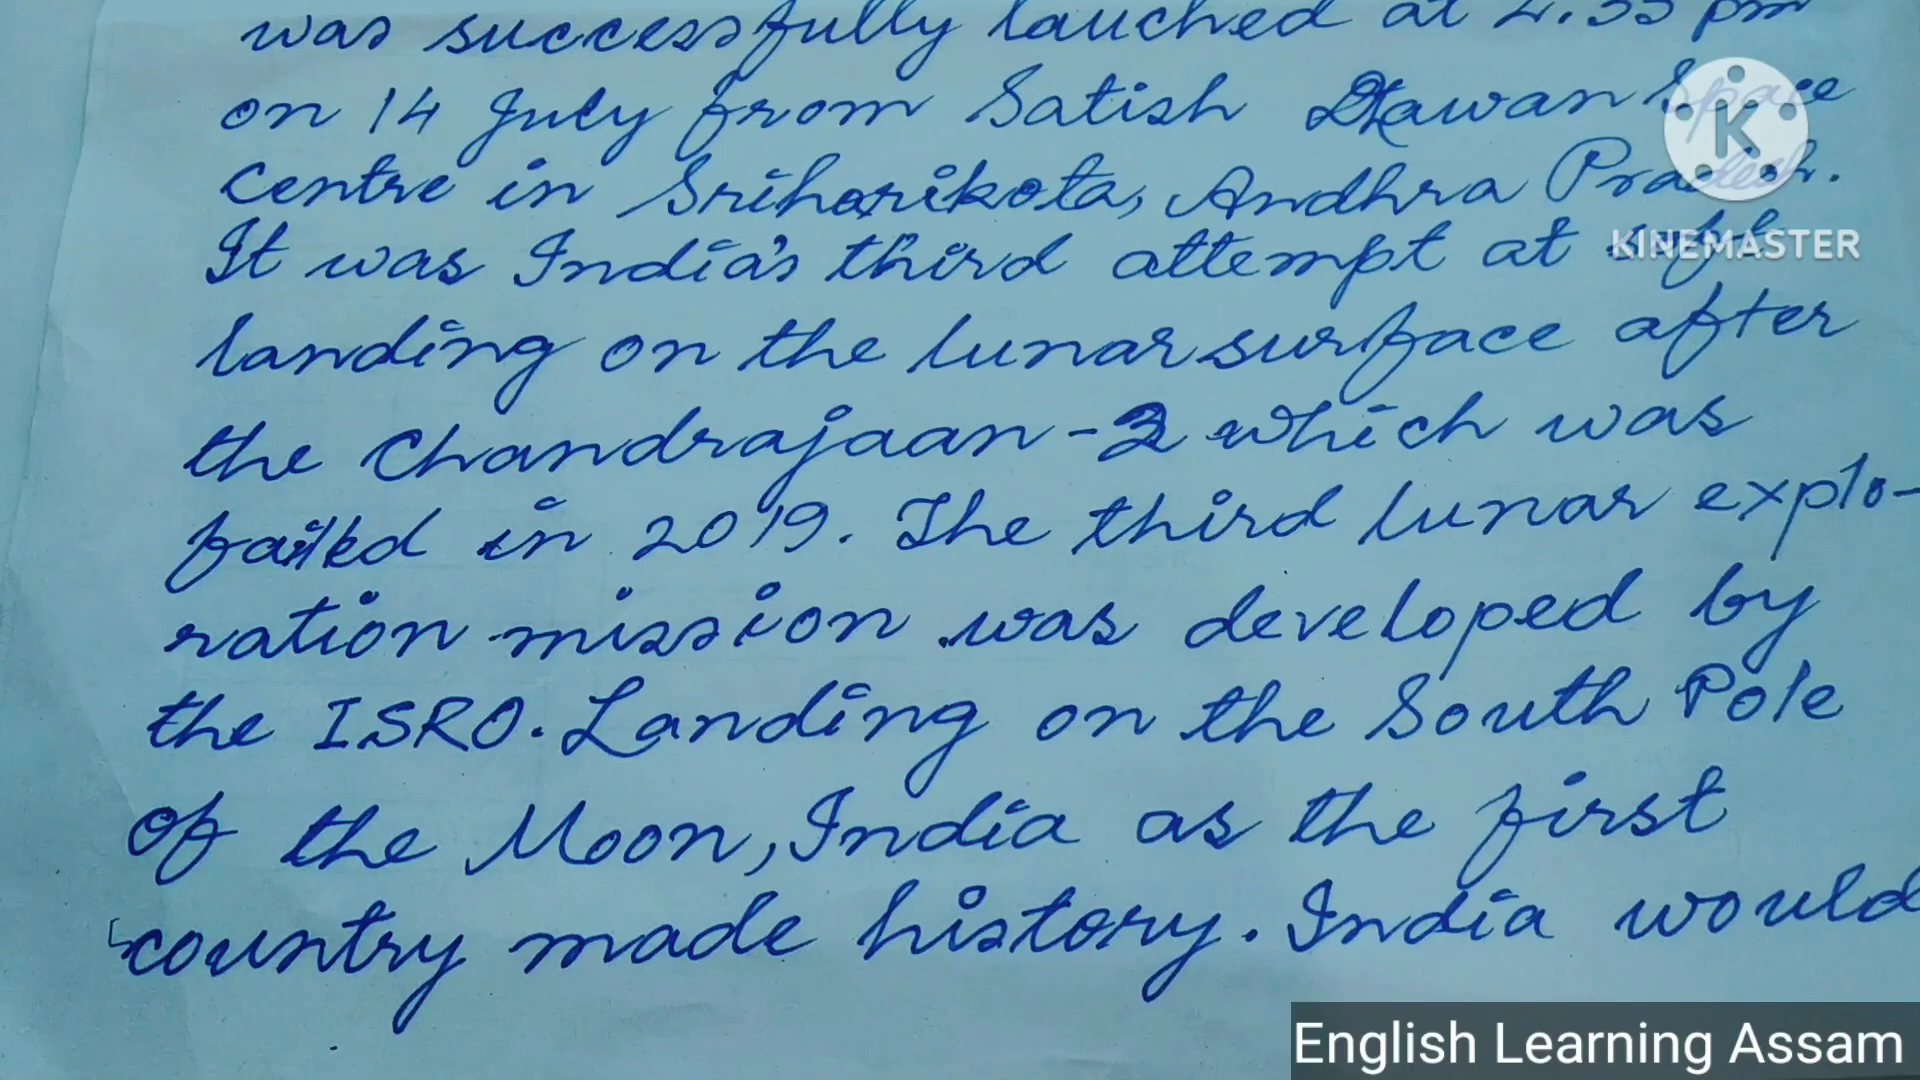 was successfully lauched at 2.35 pm
on 14 July from Satish Dhawan Space
Centre in Sriharikota, Andhra Pradesh.
It was India's third attempt at soft
landing on the lunar surface after
the Chandrajaan-2 which was
failed in 2019. The third lunar explo-
ration mission was developed by
the ISRO. Landing on the South Pole
of the Moon, India as the first
country made history. India would
K
KINEMASTER
English Learning Assam